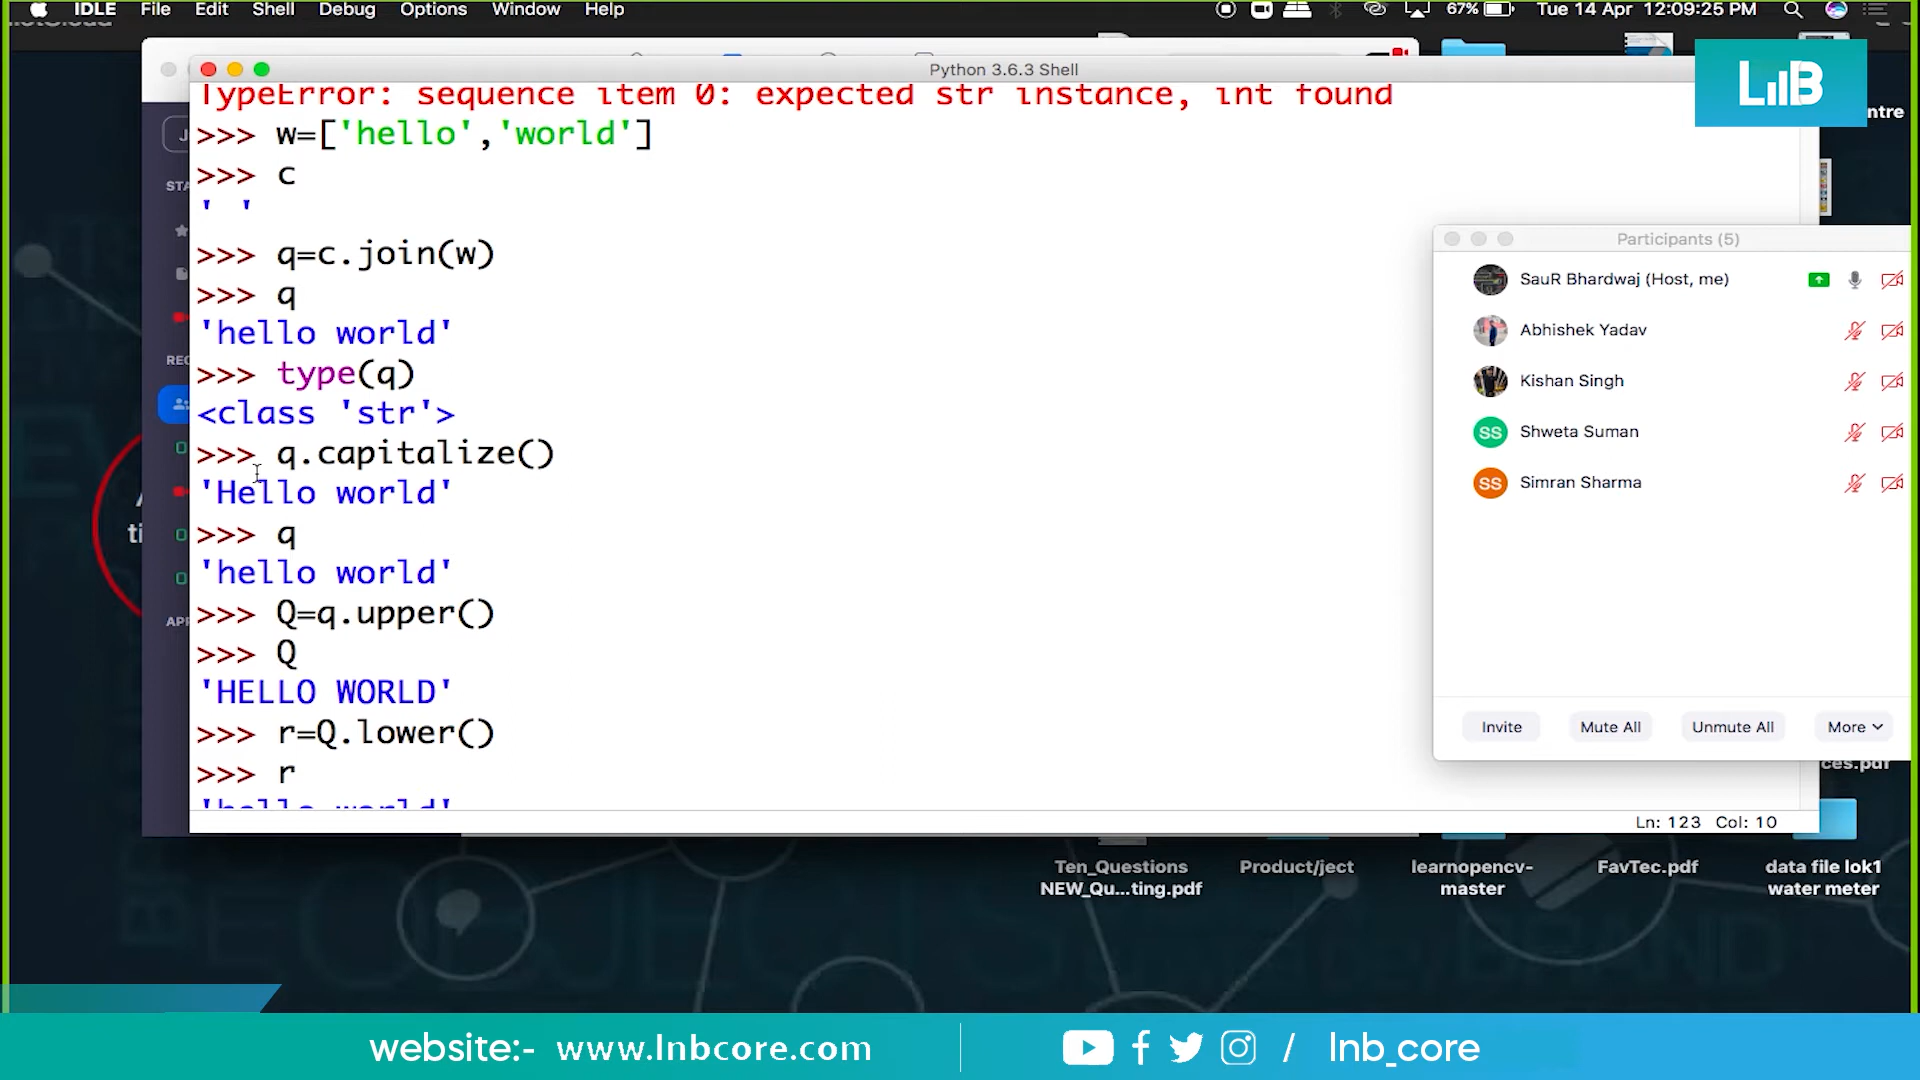 IDLE File Edit Shell Debug Options Window Help 67% Tue 14 Apr 12:09:25 PM
Python 3.6.3 Shell
LNB
TypeError: sequence item 0: expected str instance, int found
>>> w=['hello','world']
>>> c
' '
>>> q=c.join(w)
>>> q
'hello world'
>>> type(q)
<class 'str'>
>>> q.capitalize()
'Hello world'
>>> q
'hello world'
>>> Q=q.upper()
>>> Q
'HELLO WORLD'
>>> r=Q.lower()
>>> r
'hello world'
Ln: 123 Col: 10
Participants (5)
SauR Bhardwaj (Host, me)
Abhishek Yadav
Kishan Singh
SS Shweta Suman
SS Simran Sharma
Invite Mute All Unmute All More
Ten_Questions
NEW_Qu...ting.pdf
Product/ject
learnopencv-
master
FavTec.pdf
data file lok1
water meter
website:- www.lnbcore.com
/ lnb_core